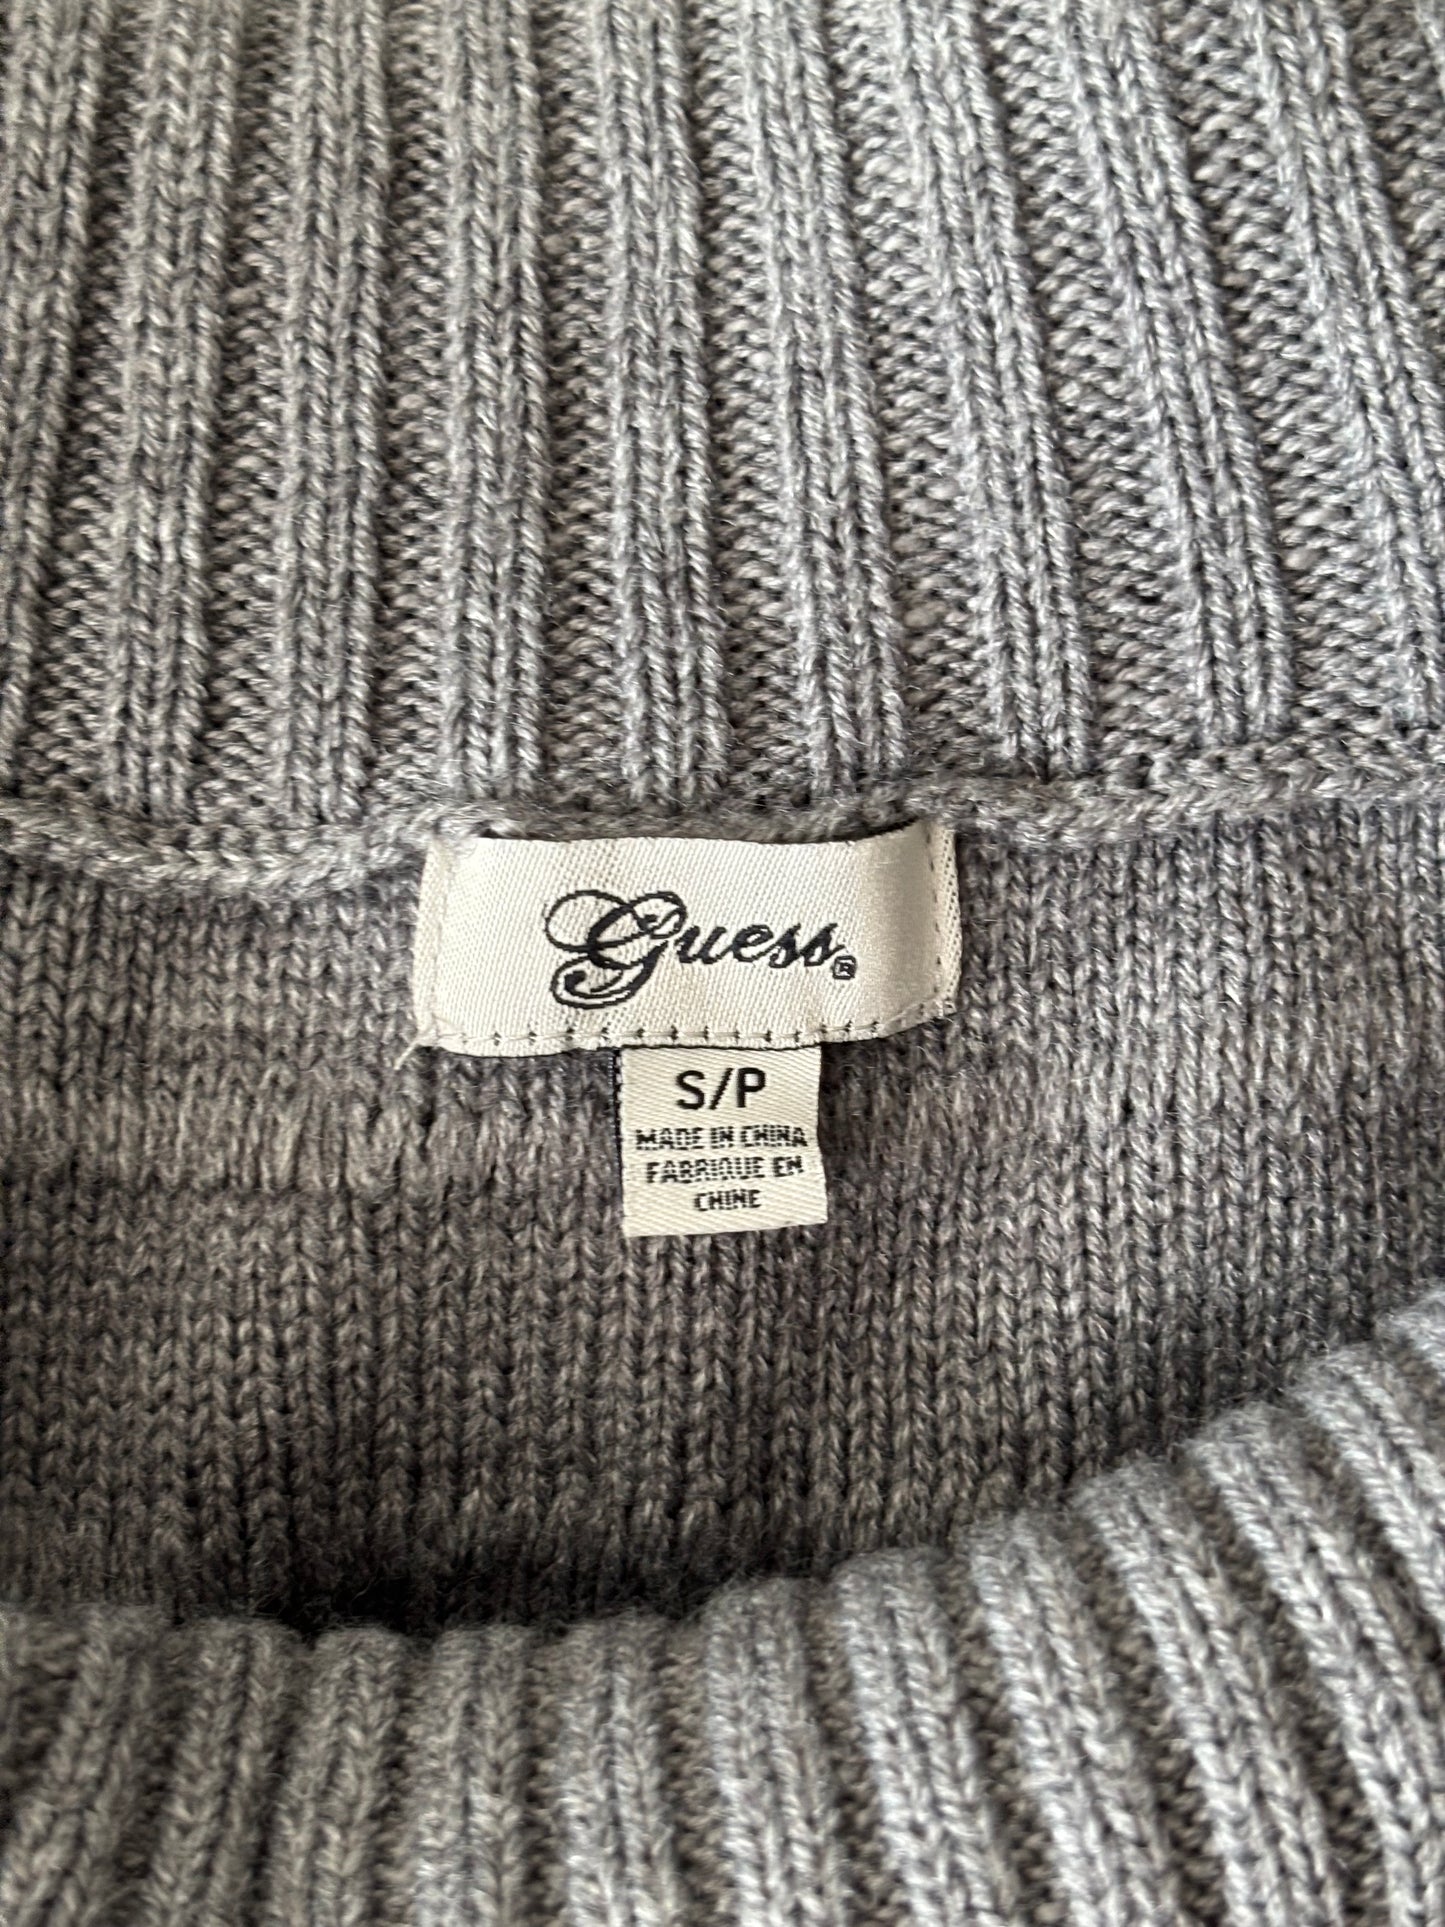 Guess®
S/P
MADE IN CHINA
FABRIQUE EN
CHINE